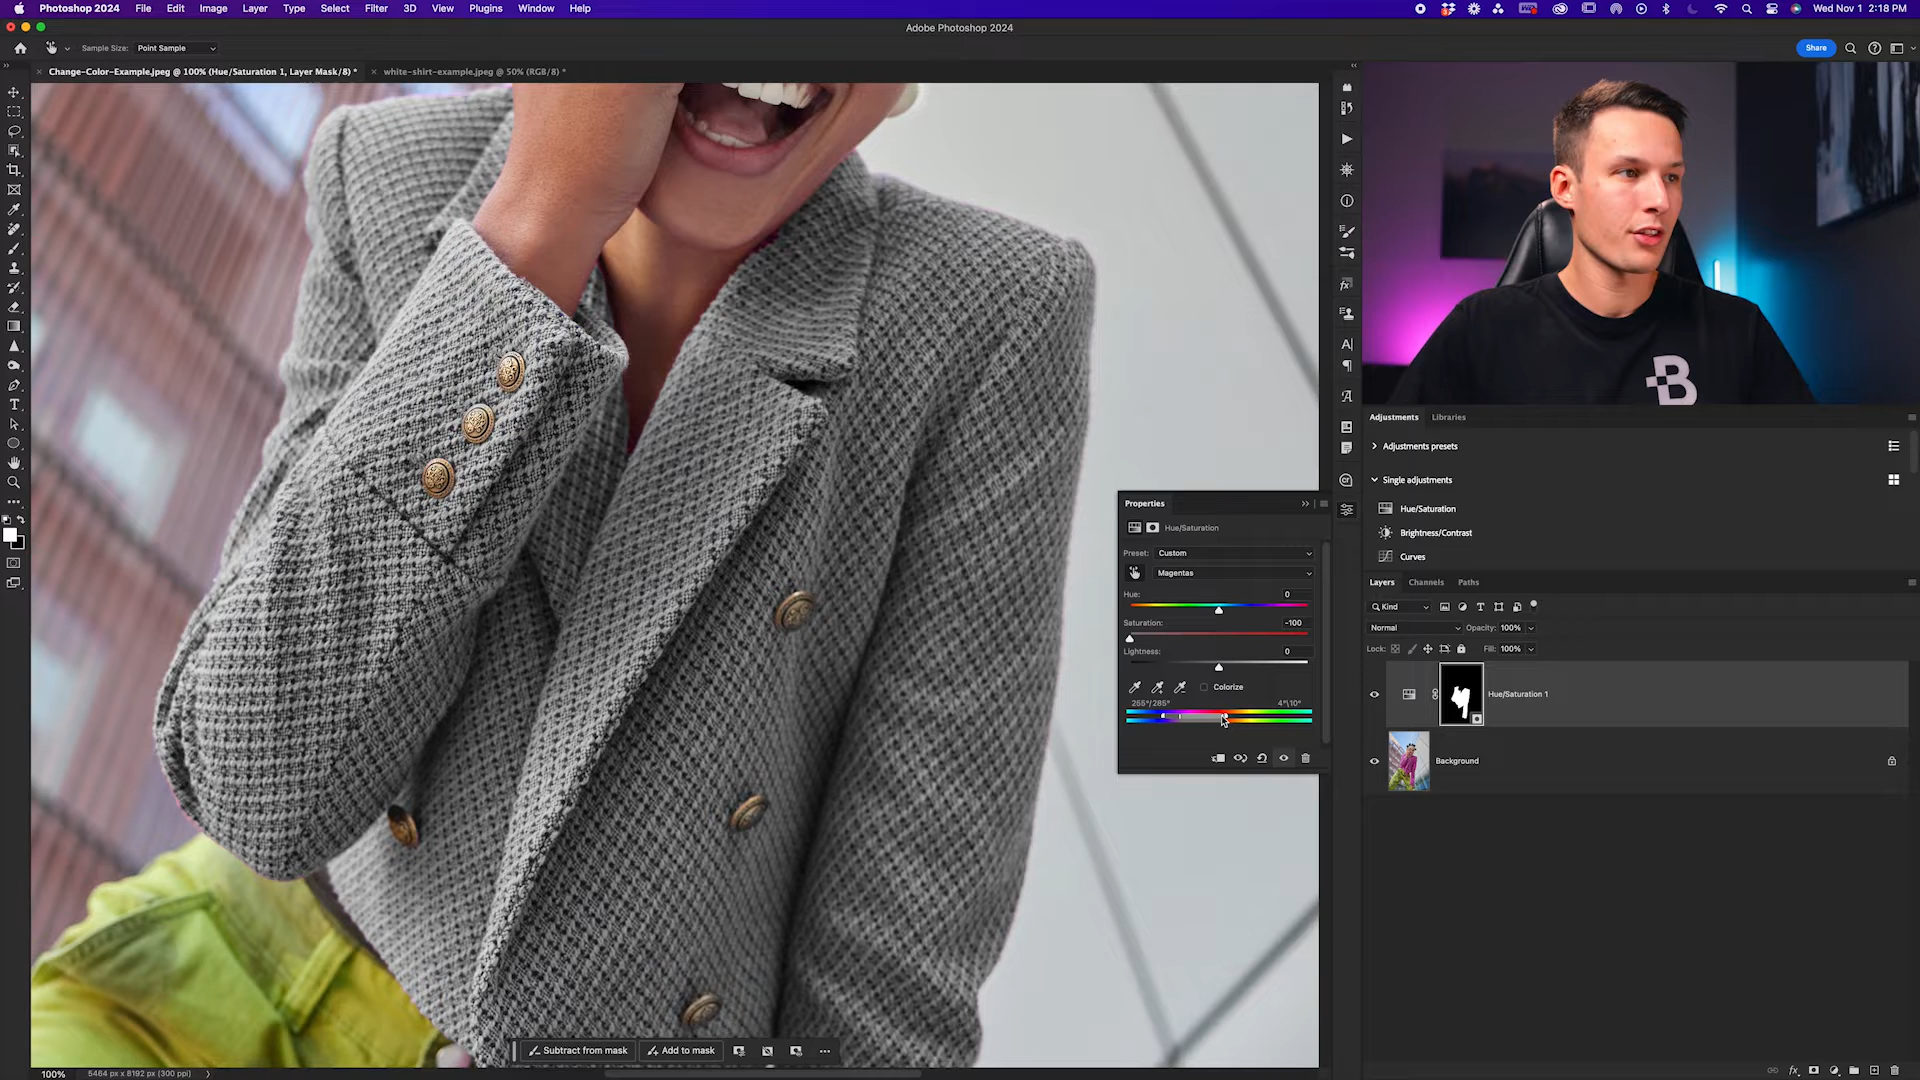 Photoshop 2024 File Edit Image Layer Type Select Filter 3D View Plugins Window Help Wed Nov 1 2:18 PM
Adobe Photoshop 2024
Sample Size: Point Sample Share
Change-Color-Example.jpeg @ 100% (Hue/Saturation 1, Layer Mask/8) * white-shirt-example.jpeg @ 50% (RGB/8) *
B
Adjustments Libraries
Adjustments presets
Single adjustments
Hue/Saturation
Brightness/Contrast
Curves
Properties
Hue/Saturation
Preset: Custom
Magentas
Hue: 0
Saturation: -100
Lightness: 0
Colorize
255°/285° 4°\10°
Layers Channels Paths
Kind
Normal Opacity: 100%
Lock: Fill: 100%
Hue/Saturation 1
Background
Subtract from mask Add to mask
100% 5464 px x 8192 px (300 ppi)